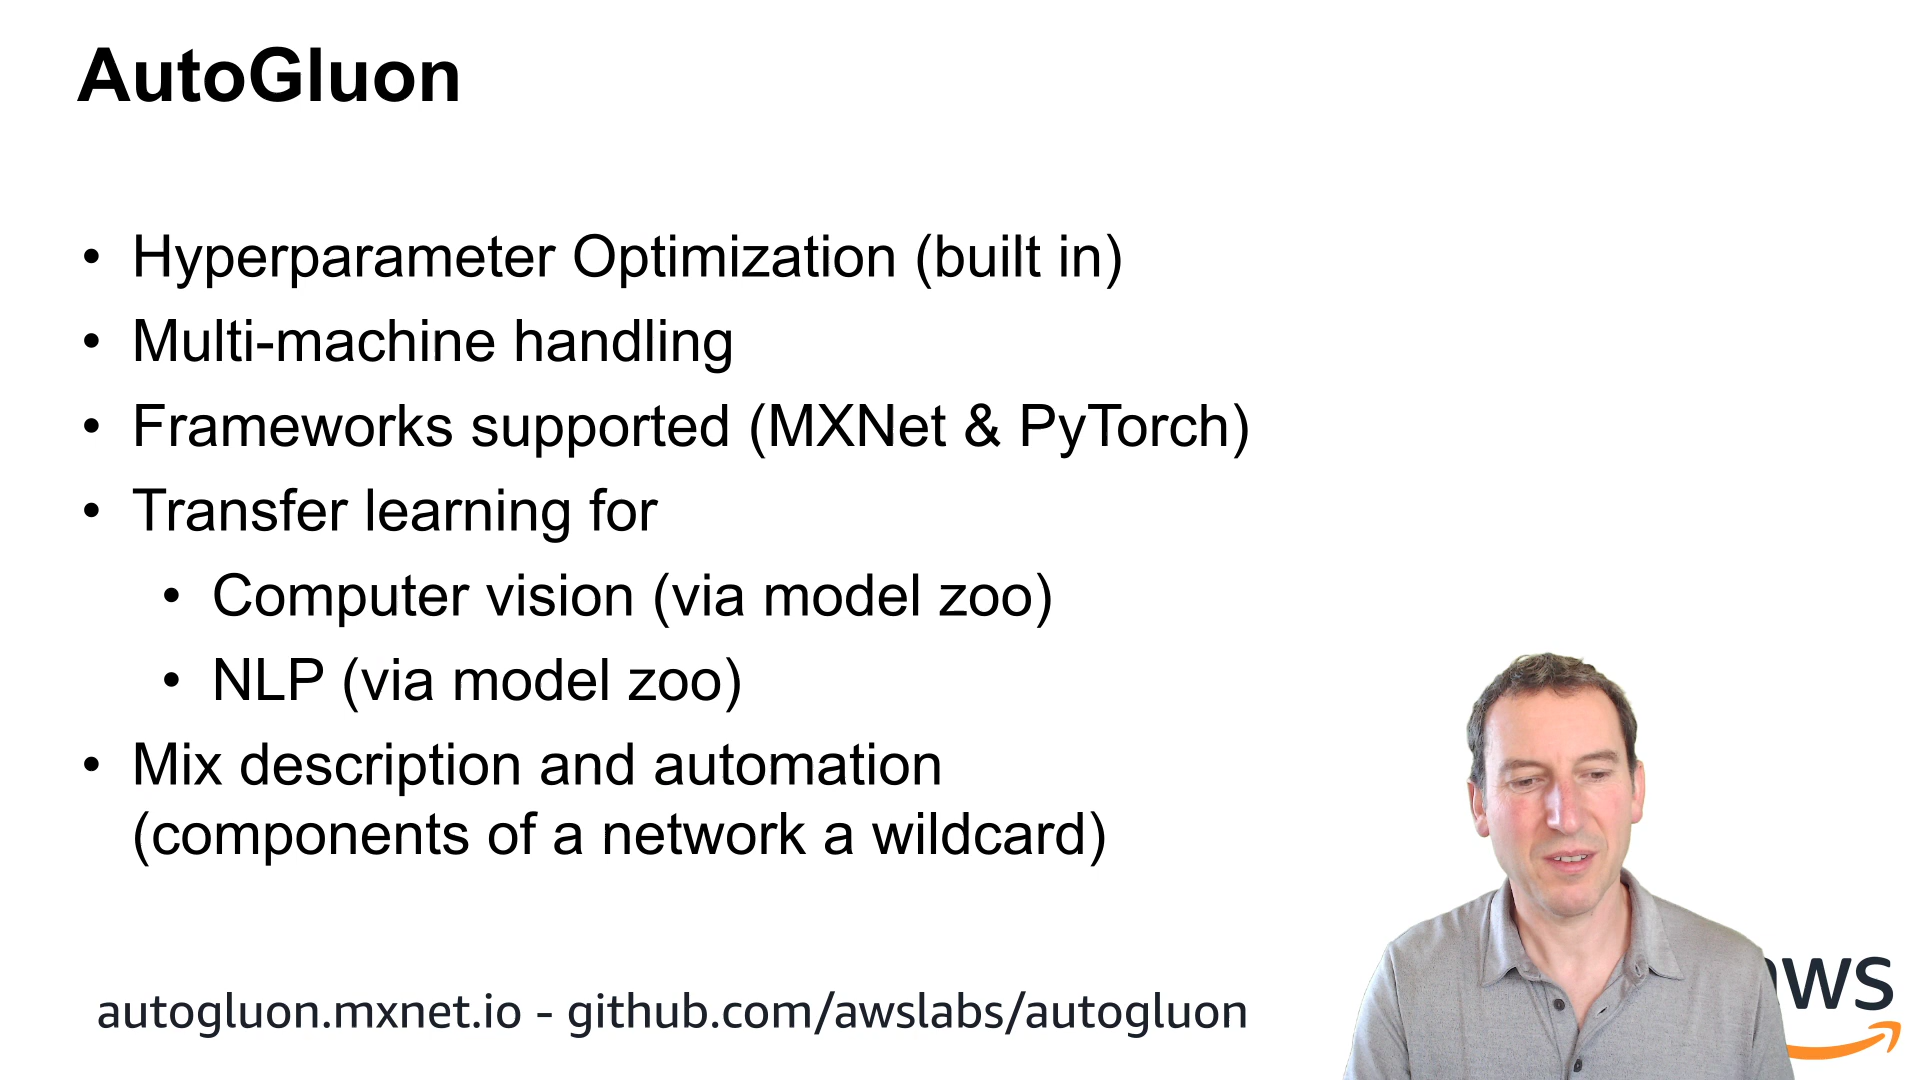 AutoGluon
• Hyperparameter Optimization (built in)
• Multi-machine handling
• Frameworks supported (MXNet & PyTorch)
• Transfer learning for
• Computer vision (via model zoo)
• NLP (via model zoo)
• Mix description and automation
(components of a network a wildcard)
autogluon.mxnet.io - github.com/awslabs/autogluon
aws